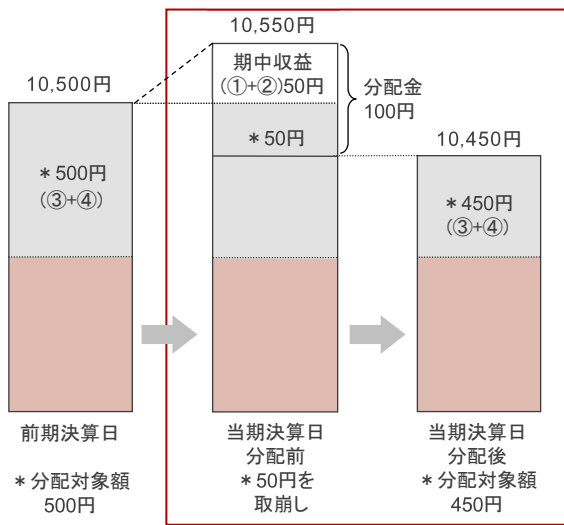 10,550円
期中収益
(①+②)50円
分配金
100円
10,500円
10,450円
＊50円
＊500円
(③+④)
＊450円
(③+④)
前期決算日
＊分配対象額
500円
当期決算日
分配前
＊50円を
取崩し
当期決算日
分配後
＊分配対象額
450円